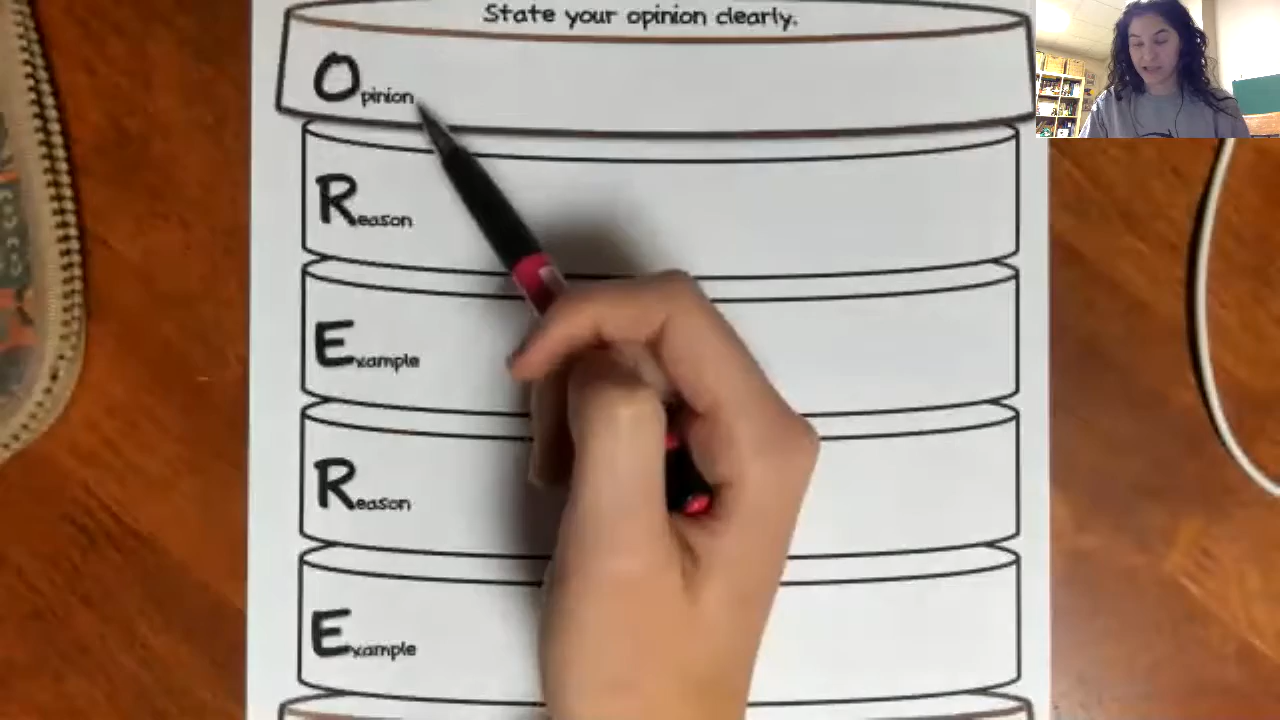 State your opinion clearly.
Opinion
Reason
Example
Reason
Example